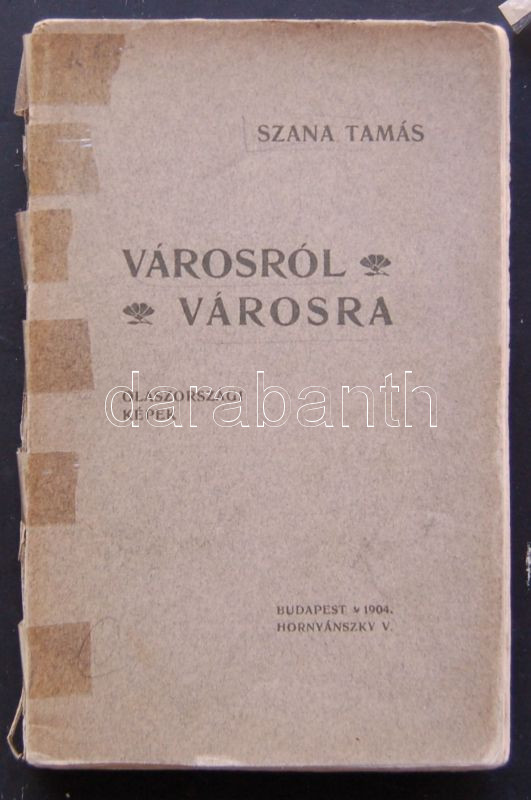 SZANA TAMÁS
VÁROSRÓL
VÁROSRA
OLASZORSZÁGI
KÉPEK
darabanth
BUDAPEST 1904.
HORNYÁNSZKY V.